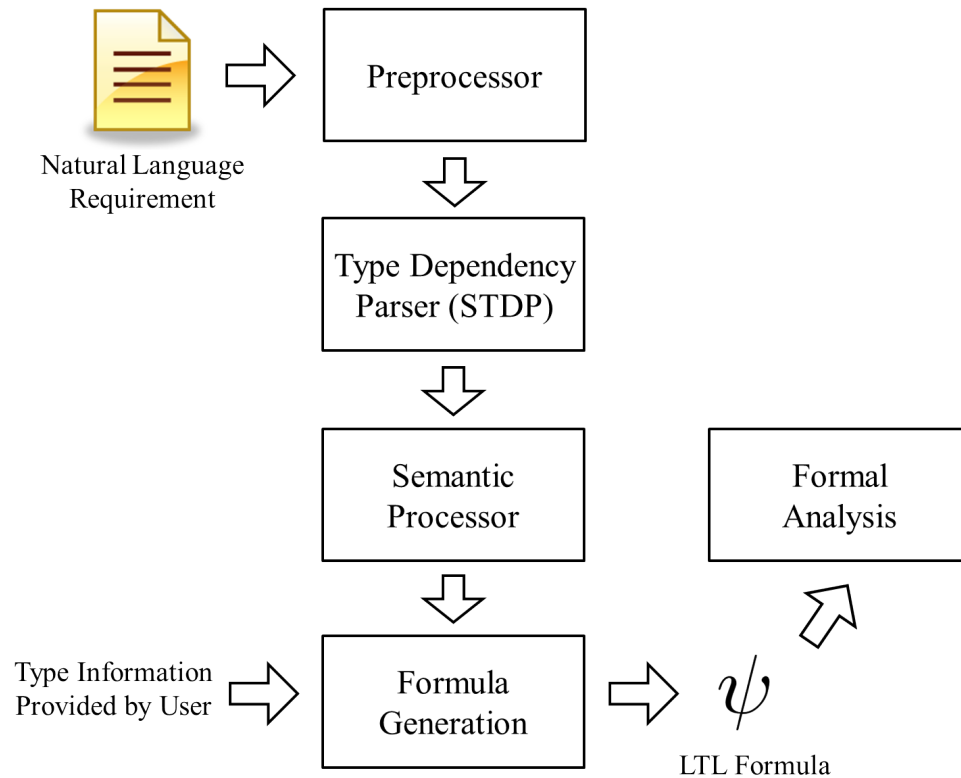 Preprocessor
Natural Language
Requirement
Type Dependency
Parser (STDP)
Semantic
Processor
Formal
Analysis
Type Information
Provided by User
Formula
Generation
ψ
LTL Formula